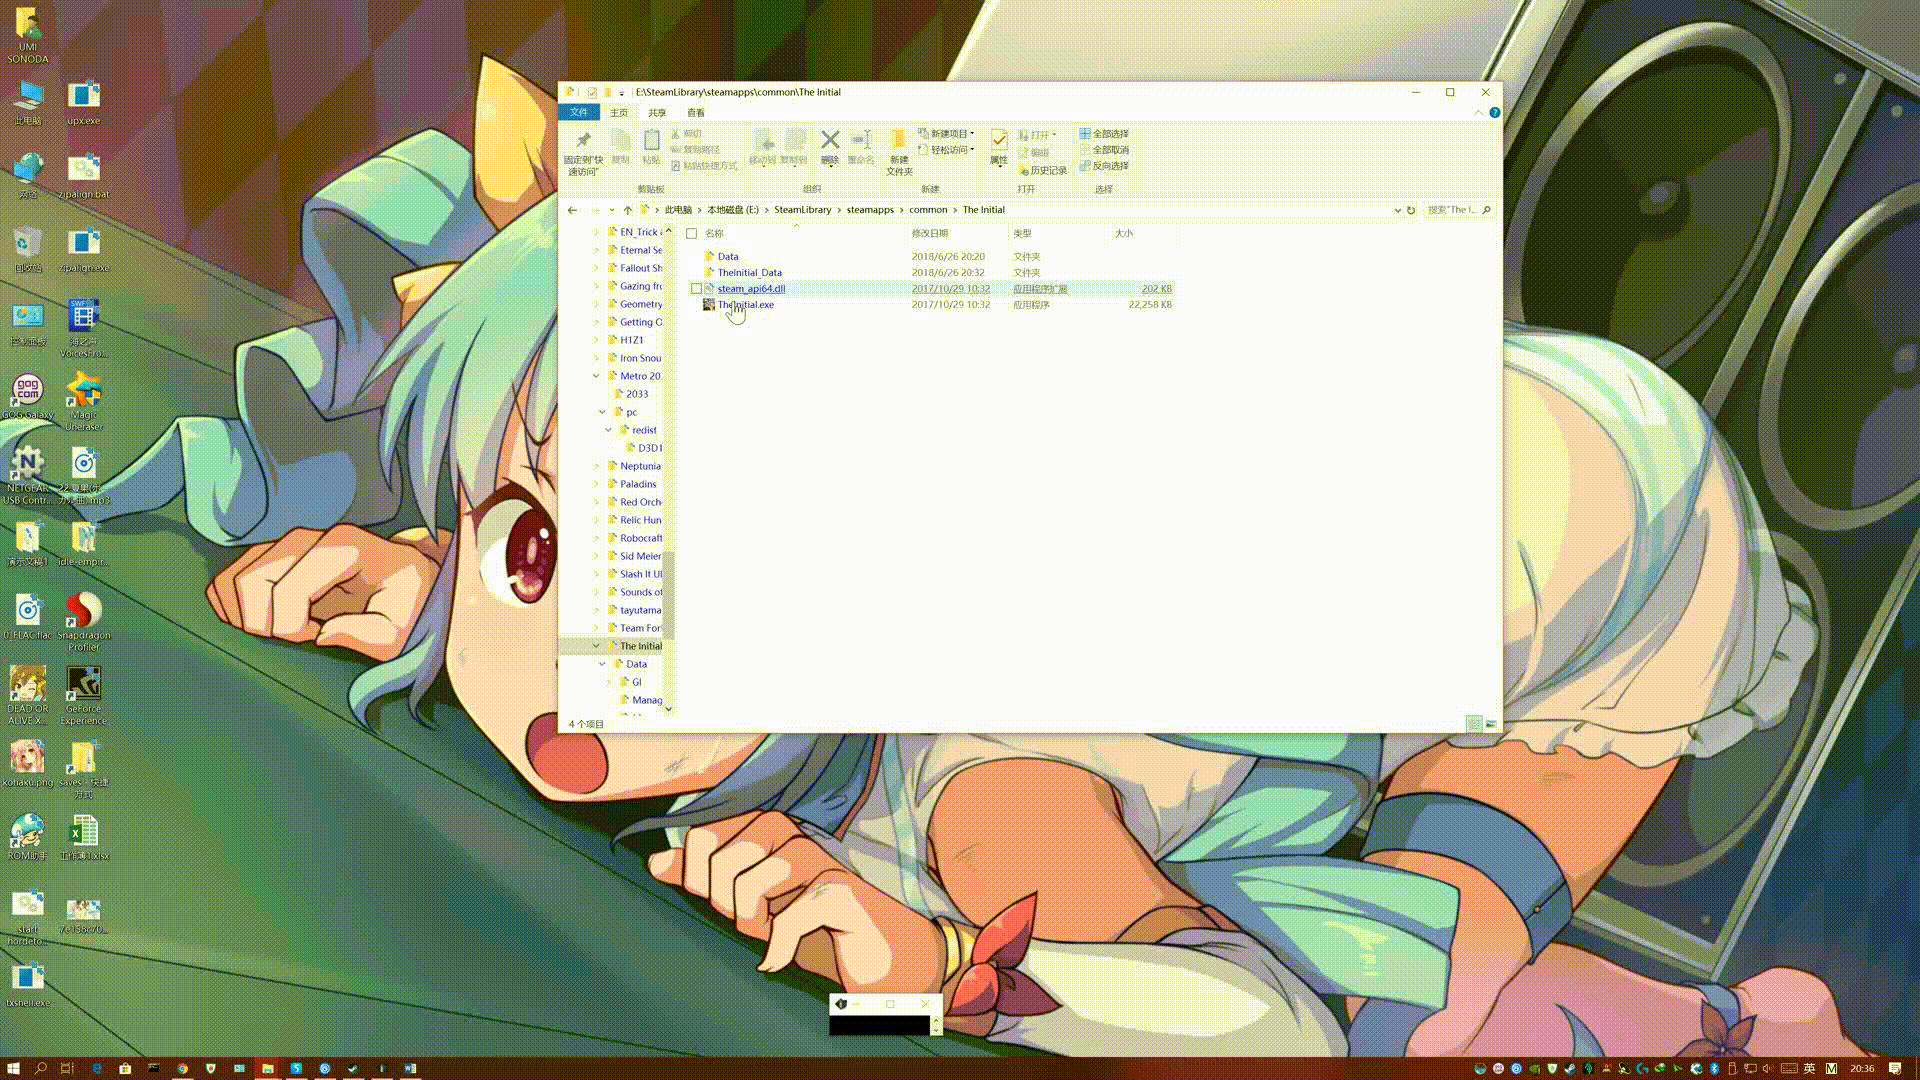 UMI
SONODA
此电脑
upx.exe
网络
zipalign.bat
回收站
zipalign.exe
控制面板
VoicesFro...
GOG Galaxy
Magic
Uneraser
NETGEAR
USB Contr...
演示文稿1
idle-empir...
0_FLAC.flac
Snapdragon
Profiler
DEAD OR
ALIVE X...
GeForce
Experience
kohaku.png
saves - 快捷
方式
ROM助手
工作簿1.xlsx
start
hordeto...
7e158c70...
txshell.exe
E:\SteamLibrary\steamapps\common\The Initial
文件
主页
共享
查看
固定到"快
速访问"
复制
粘贴
剪切
复制路径
粘贴快捷方式
剪贴板
移动到
复制到
删除
重命名
组织
新建
文件夹
新建项目
轻松访问
新建
属性
打开
编辑
历史记录
打开
全部选择
全部取消
反向选择
选择
此电脑 › 本地磁盘 (E:) › SteamLibrary › steamapps › common › The Initial
搜索"The I...
EN_Trick
Eternal Se
Fallout Sh
Gazing fro
Geometry
Getting O
H1Z1
Iron Snou
Metro 20
2033
pc
redist
D3D1
Neptunia
Paladins
Red Orch
Relic Hun
Robocraft
Sid Meier
Slash It Ul
Sounds of
tayutama
Team For
The Initial
Data
GI
Manag
名称 修改日期 类型 大小
Data 2018/6/26 20:20 文件夹
TheInitial_Data 2018/6/26 20:32 文件夹
steam_api64.dll 2017/10/29 10:32 应用程序扩展 202 KB
TheInitial.exe 2017/10/29 10:32 应用程序 22,258 KB
4 个项目
英
M
20:36